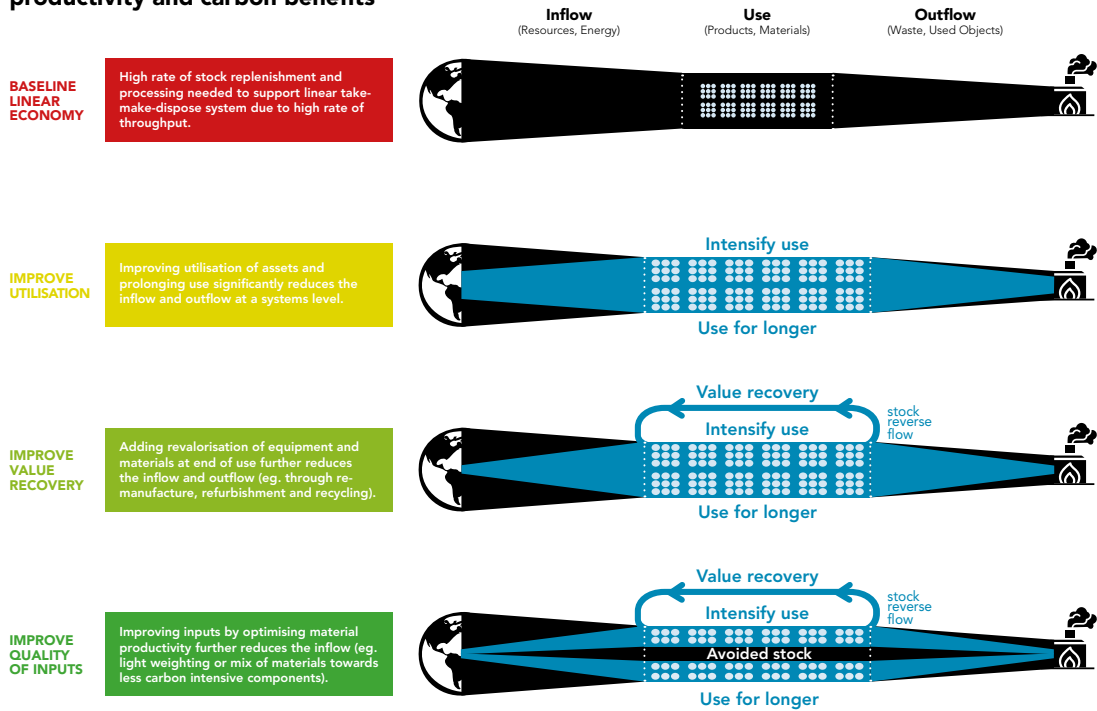 productivity and carbon benefits
Inflow
(Resources, Energy)
Use
(Products, Materials)
Outflow
(Waste, Used Objects)
BASELINE
LINEAR
ECONOMY
High rate of stock replenishment and
processing needed to support linear take-
make-dispose system due to high rate of
throughput.
IMPROVE
UTILISATION
Improving utilisation of assets and
prolonging use significantly reduces the
inflow and outflow at a systems level.
Intensify use
Use for longer
IMPROVE
VALUE
RECOVERY
Adding revalorisation of equipment and
materials at end of use further reduces
the inflow and outflow (eg. through re-
manufacture, refurbishment and recycling).
Value recovery
Intensify use
stock
reverse
flow
Use for longer
IMPROVE
QUALITY
OF INPUTS
Improving inputs by optimising material
productivity further reduces the inflow (eg.
light weighting or mix of materials towards
less carbon intensive components).
Value recovery
Intensify use
stock
reverse
flow
Avoided stock
Use for longer